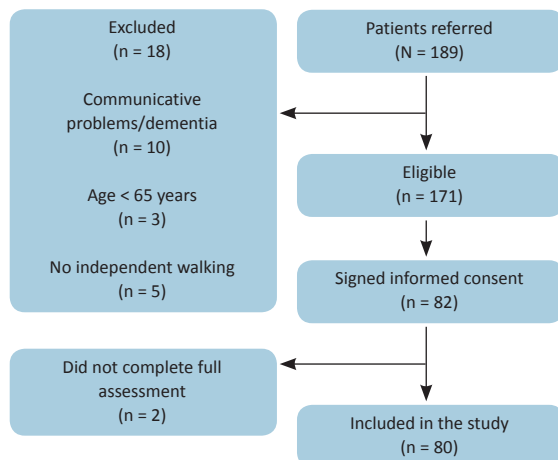 Excluded
(n = 18)
Communicative
problems/dementia
(n = 10)
Age < 65 years
(n = 3)
No independent walking
(n = 5)
Patients referred
(N = 189)
Eligible
(n = 171)
Signed informed consent
(n = 82)
Did not complete full
assessment
(n = 2)
Included in the study
(n = 80)